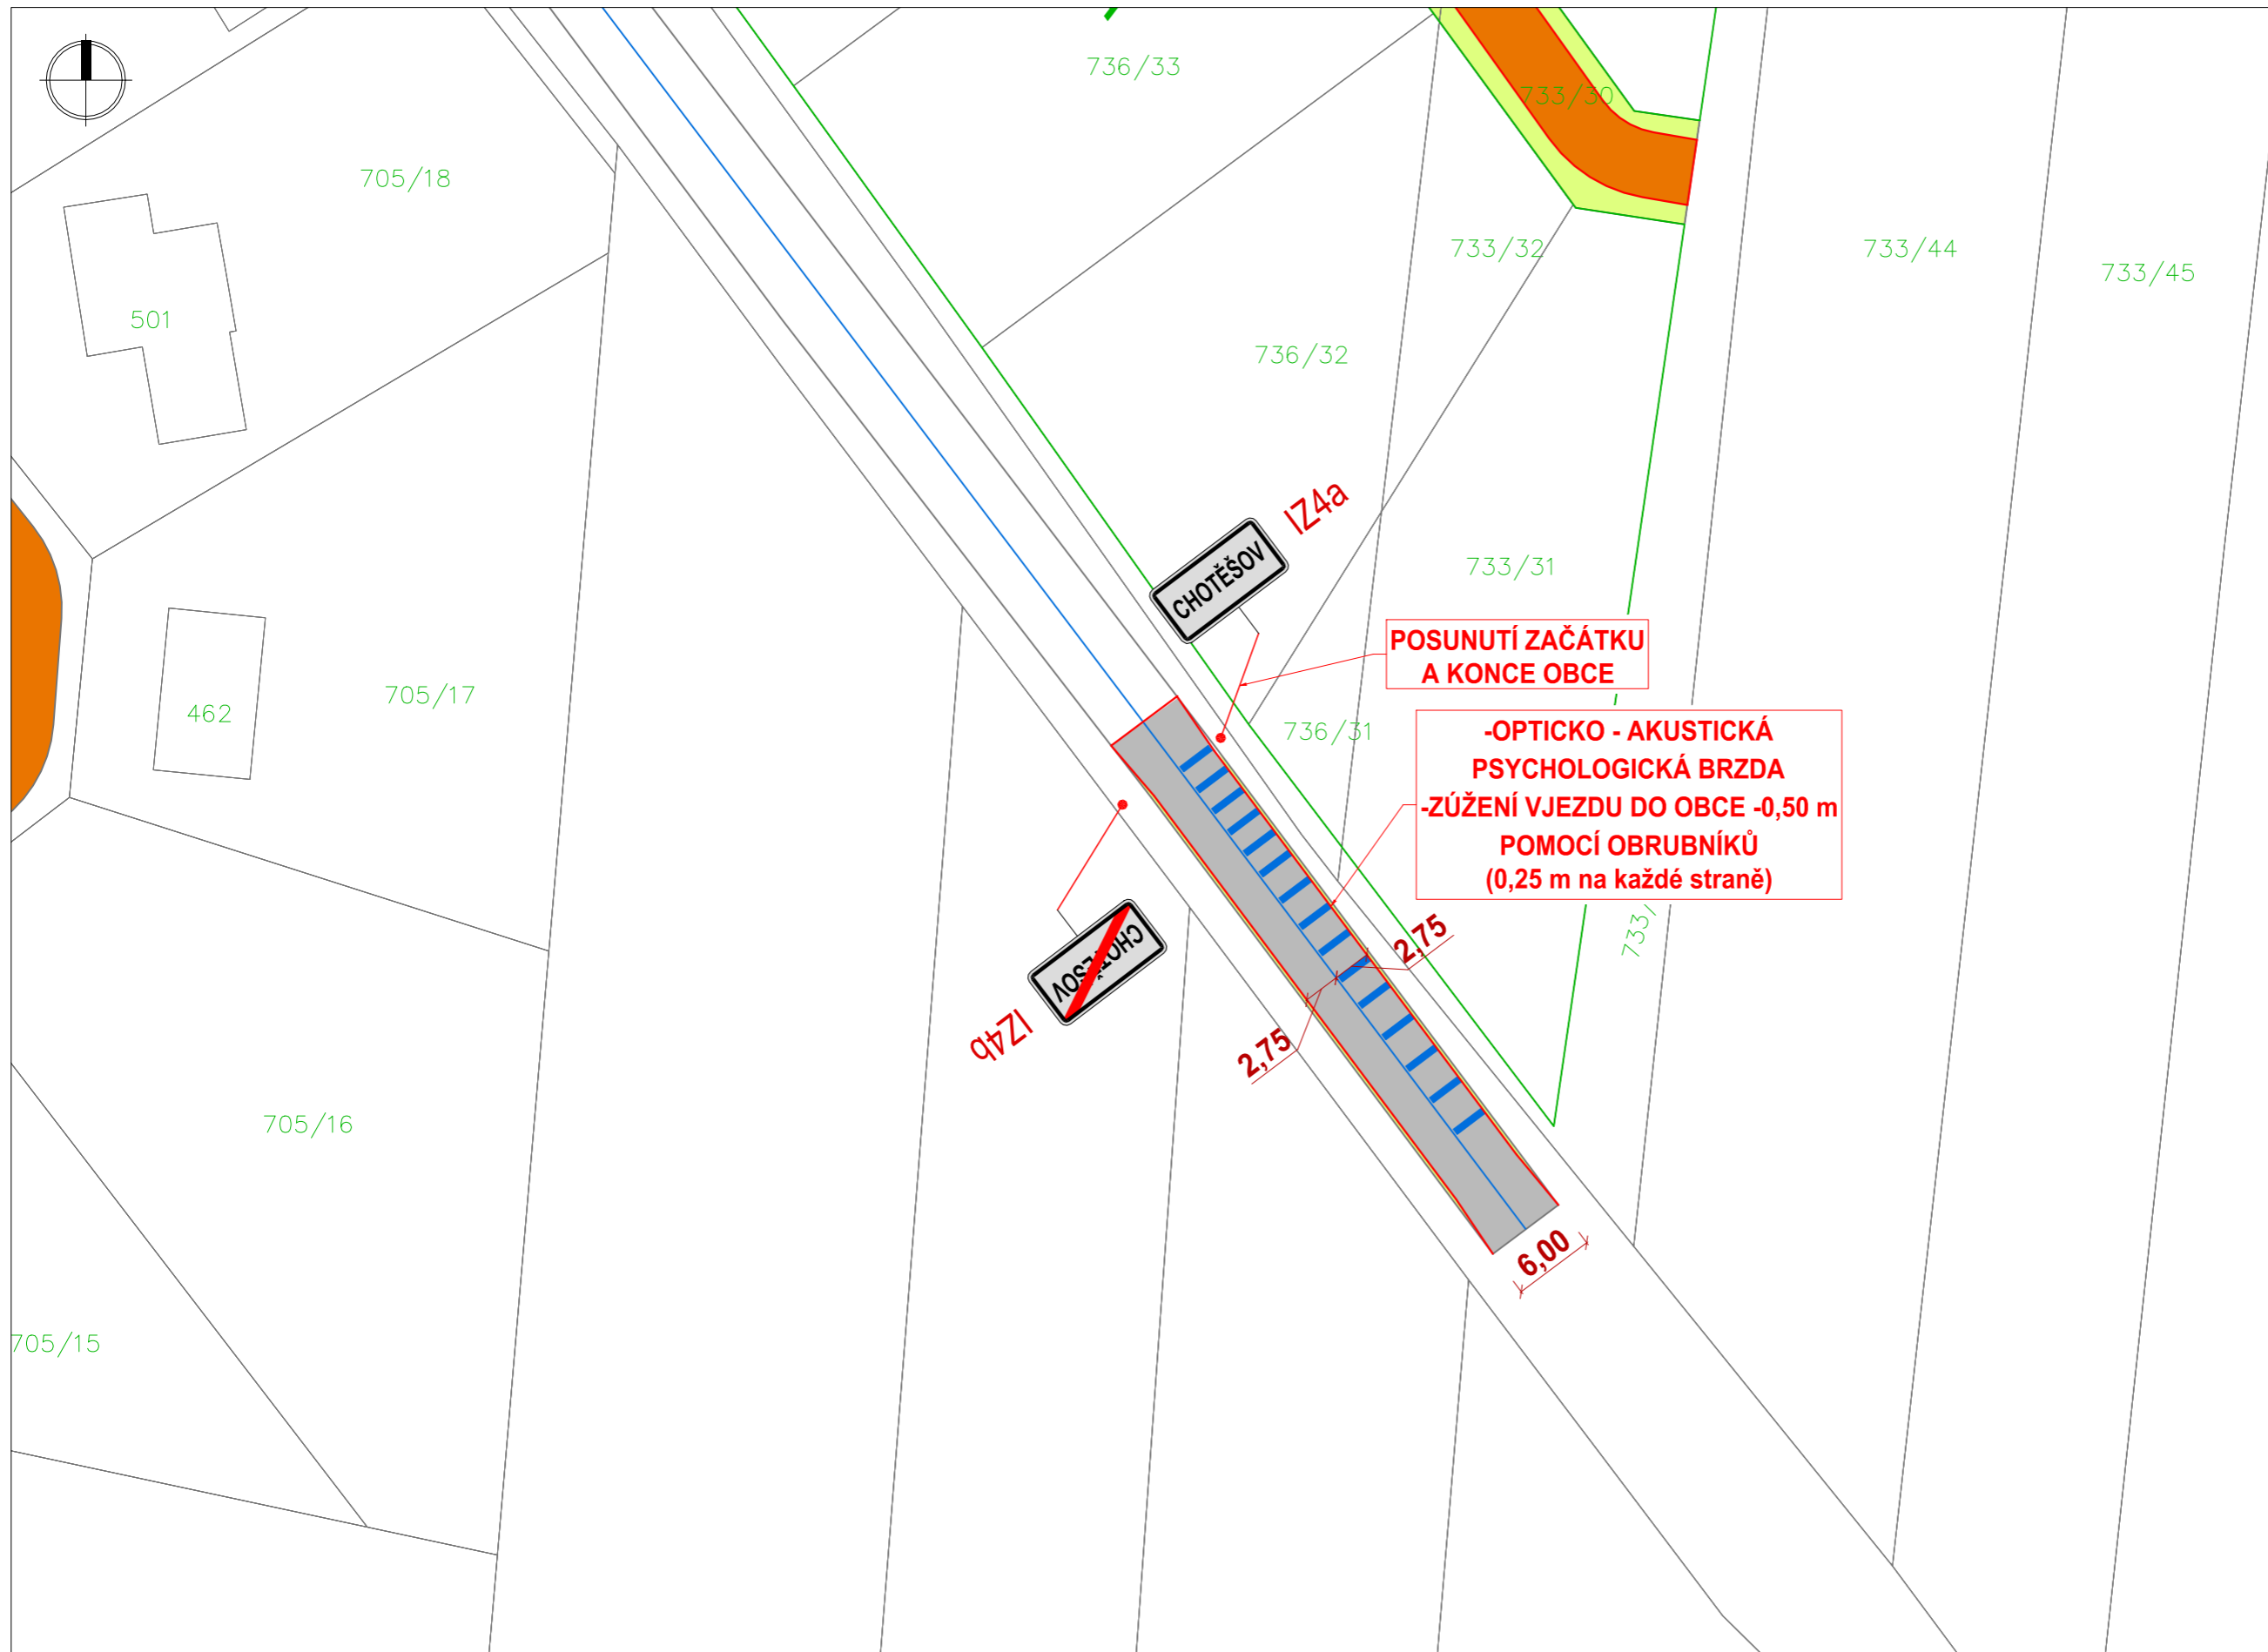 736/33
733/30
705/18
733/32
733/44
733/45
501
736/32
IZ4a
CHOTĚŠOV
733/31
POSUNUTÍ ZAČÁTKU
A KONCE OBCE
705/17
462
736/31
-OPTICKO - AKUSTICKÁ
PSYCHOLOGICKÁ BRZDA
-ZÚŽENÍ VJEZDU DO OBCE -0,50 m
POMOCÍ OBRUBNÍKŮ
(0,25 m na každé straně)
733/
2,75
CHOTĚŠOV
IZ4b
2,75
705/16
6,00
705/15